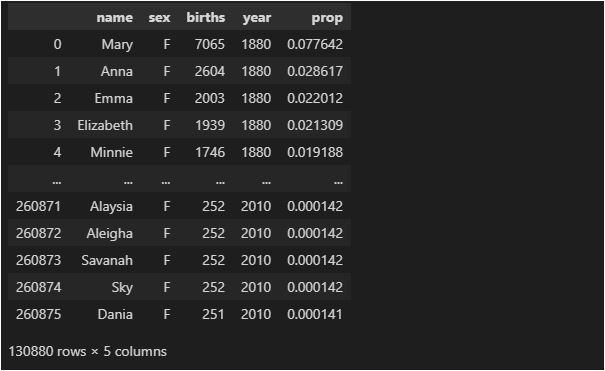 name sex births year prop
0 Mary F 7065 1880 0.077642
1 Anna F 2604 1880 0.028617
2 Emma F 2003 1880 0.022012
3 Elizabeth F 1939 1880 0.021309
4 Minnie F 1746 1880 0.019188
... ... ... ... ... ...
260871 Alaysia F 252 2010 0.000142
260872 Aleigha F 252 2010 0.000142
260873 Savanah F 252 2010 0.000142
260874 Sky F 252 2010 0.000142
260875 Dania F 251 2010 0.000141
130880 rows × 5 columns